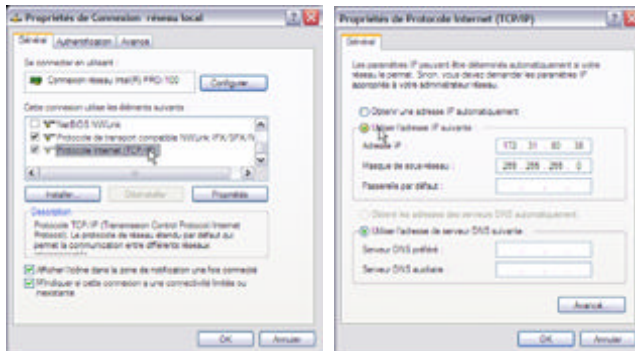 Propriétés de Connexion réseau local
Général
Authentification
Avancé
Se connecter en utilisant :
Connexion réseau Intel(R) PRO/100
Configurer...
Cette connexion utilise les éléments suivants :
NetBIOS NWLink
Protocole de transport compatible NWLink IPX/SPX/N
Protocole Internet (TCP/IP)
Installer...
Désinstaller
Propriétés
Description
Protocole TCP/IP (Transmission Control Protocol/Internet
Protocol). Le protocole de réseau étendu par défaut qui
permet la communication entre différents réseaux
Afficher l'icône dans la zone de notification une fois connecté
M'indiquer si cette connexion a une connectivité limitée ou
inexistante
OK
Annuler
Propriétés de Protocole Internet (TCP/IP)
Général
Les paramètres IP peuvent être déterminés automatiquement si votre
réseau le permet. Sinon, vous devez demander les paramètres IP
appropriés à votre administrateur réseau.
Obtenir une adresse IP automatiquement
Utiliser l'adresse IP suivante :
Adresse IP :
Masque de sous-réseau : 255 . 255 . 255 . 0
Passerelle par défaut :
Obtenir les adresses des serveurs DNS automatiquement
Utiliser l'adresse de serveur DNS suivante :
Serveur DNS préféré :
Serveur DNS auxiliaire :
Avancé...
OK
Annuler